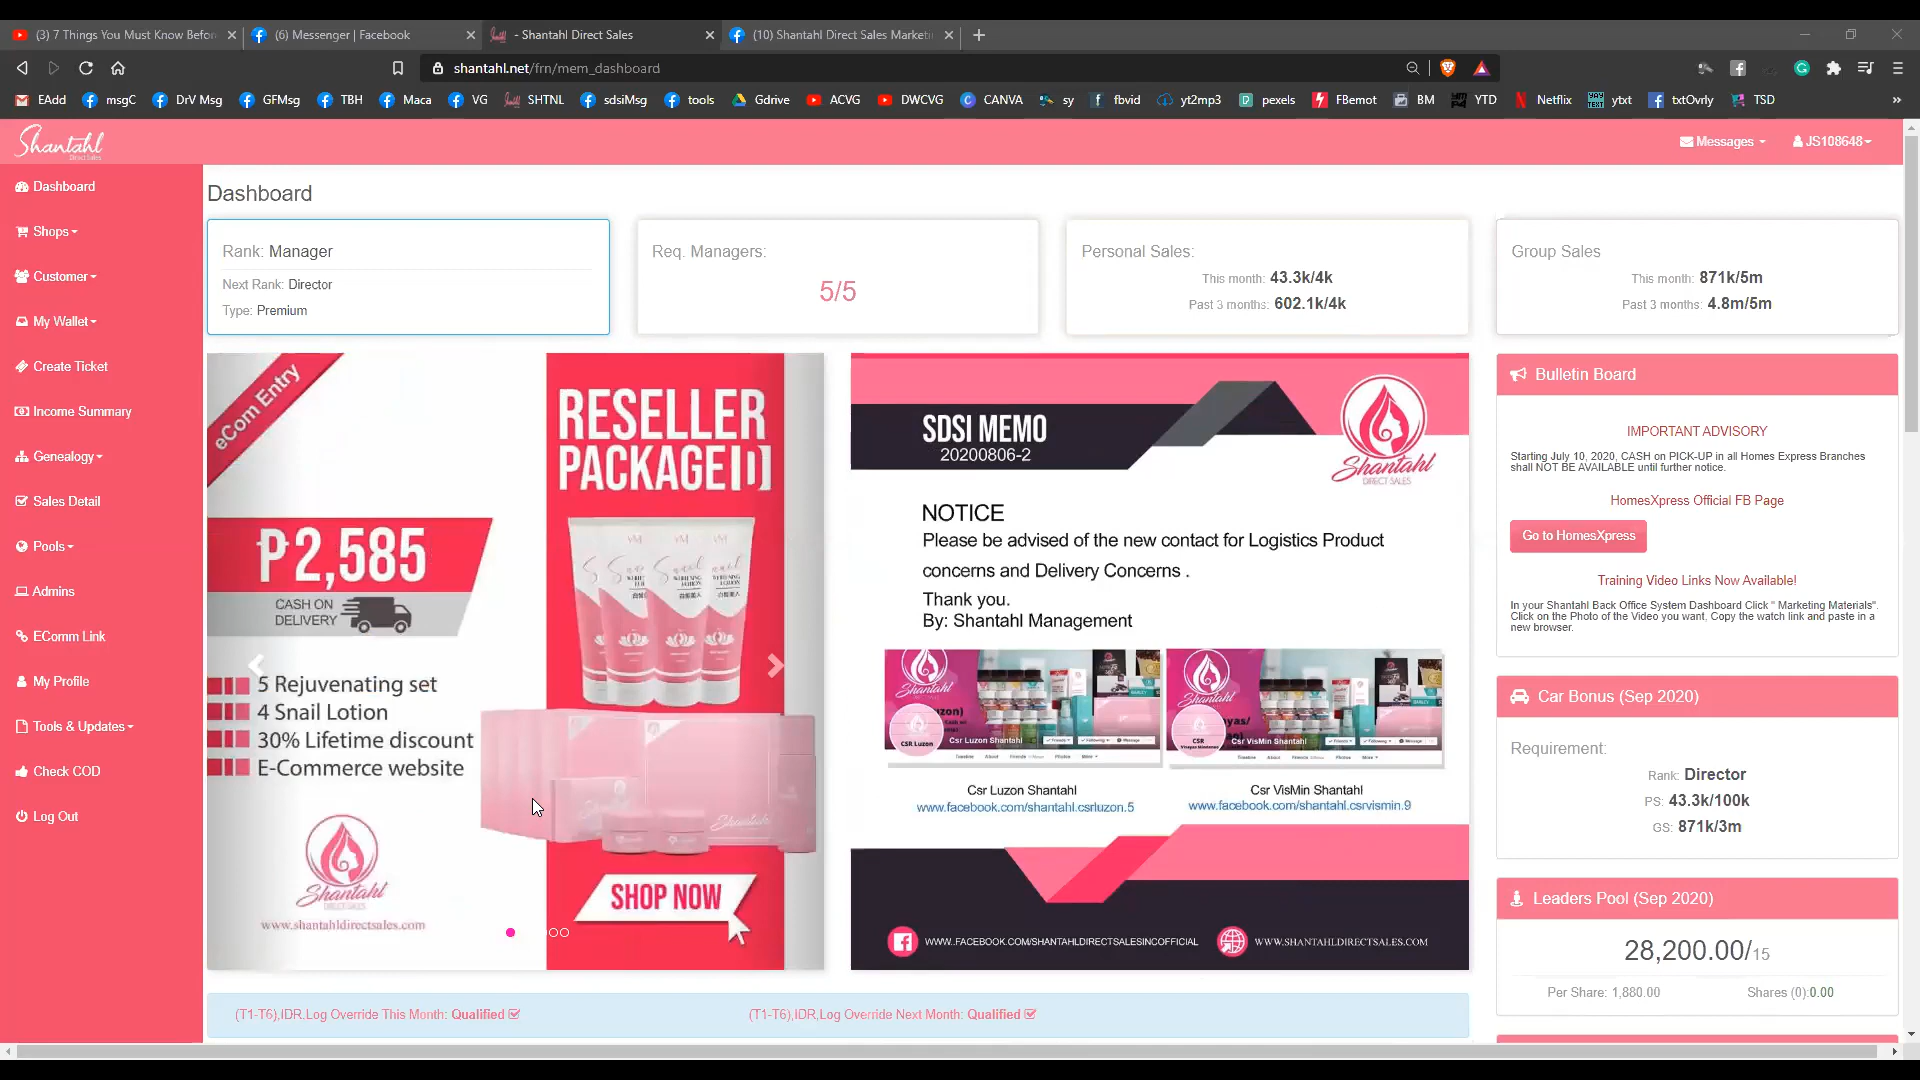 (3) 7 Things You Must Know Befor
(6) Messenger | Facebook
- Shantahl Direct Sales
(10) Shantahl Direct Sales Marketi
shantahl.net/frn/mem_dashboard
EAdd
msgC
DrV Msg
GFMsg
TBH
Maca
VG
SHTNL
sdsiMsg
tools
Gdrive
ACVG
DWCVG
CANVA
sy
fbvid
yt2mp3
pexels
FBemot
BM
YTD
Netflix
ytxt
txtOvrly
TSD
Shantahl
Direct Sales
Messages
JS108648
Dashboard
Shops
Customer
My Wallet
Create Ticket
Income Summary
Genealogy
Sales Detail
Pools
Admins
EComm Link
My Profile
Tools & Updates
Check COD
Log Out
Dashboard
Rank: Manager
Next Rank: Director
Type: Premium
Req. Managers:
5/5
Personal Sales:
This month: 43.3k/4k
Past 3 months: 602.1k/4k
Group Sales
This month: 871k/5m
Past 3 months: 4.8m/5m
eCom Entry
RESELLER
PACKAGE[D]
₱2,585
CASH ON
DELIVERY
5 Rejuvenating set
4 Snail Lotion
30% Lifetime discount
E-Commerce website
Shantahl
DIRECT SALES
www.shantahldirectsales.com
SHOP NOW
SDSI MEMO
20200806-2
Shantahl
DIRECT SALES
NOTICE
Please be advised of the new contact for Logistics Product
concerns and Delivery Concerns .
Thank you.
By: Shantahl Management
Csr Luzon Shantahl
Csr VisMin Shantahl
Csr Luzon Shantahl
www.facebook.com/shantahl.csrluzon.5
Csr VisMin Shantahl
www.facebook.com/shantahl.csrvismin.9
WWW.FACEBOOK.COM/SHANTAHLDIRECTSALESINCOFFICIAL
WWW.SHANTAHLDIRECTSALES.COM
(T1-T6),IDR,Log Override This Month: Qualified
(T1-T6),IDR,Log Override Next Month: Qualified
Bulletin Board
IMPORTANT ADVISORY
Starting July 10, 2020, CASH on PICK-UP in all Homes Express Branches
shall NOT BE AVAILABLE until further notice.
HomesXpress Official FB Page
Go to HomesXpress
Training Video Links Now Available!
In your Shantahl Back Office System Dashboard Click " Marketing Materials".
Click on the Photo of the Video you want, Copy the watch link and paste in a
new browser.
Car Bonus (Sep 2020)
Requirement:
Rank: Director
PS: 43.3k/100k
GS: 871k/3m
Leaders Pool (Sep 2020)
28,200.00/15
Per Share: 1,880.00
Shares (0):0.00